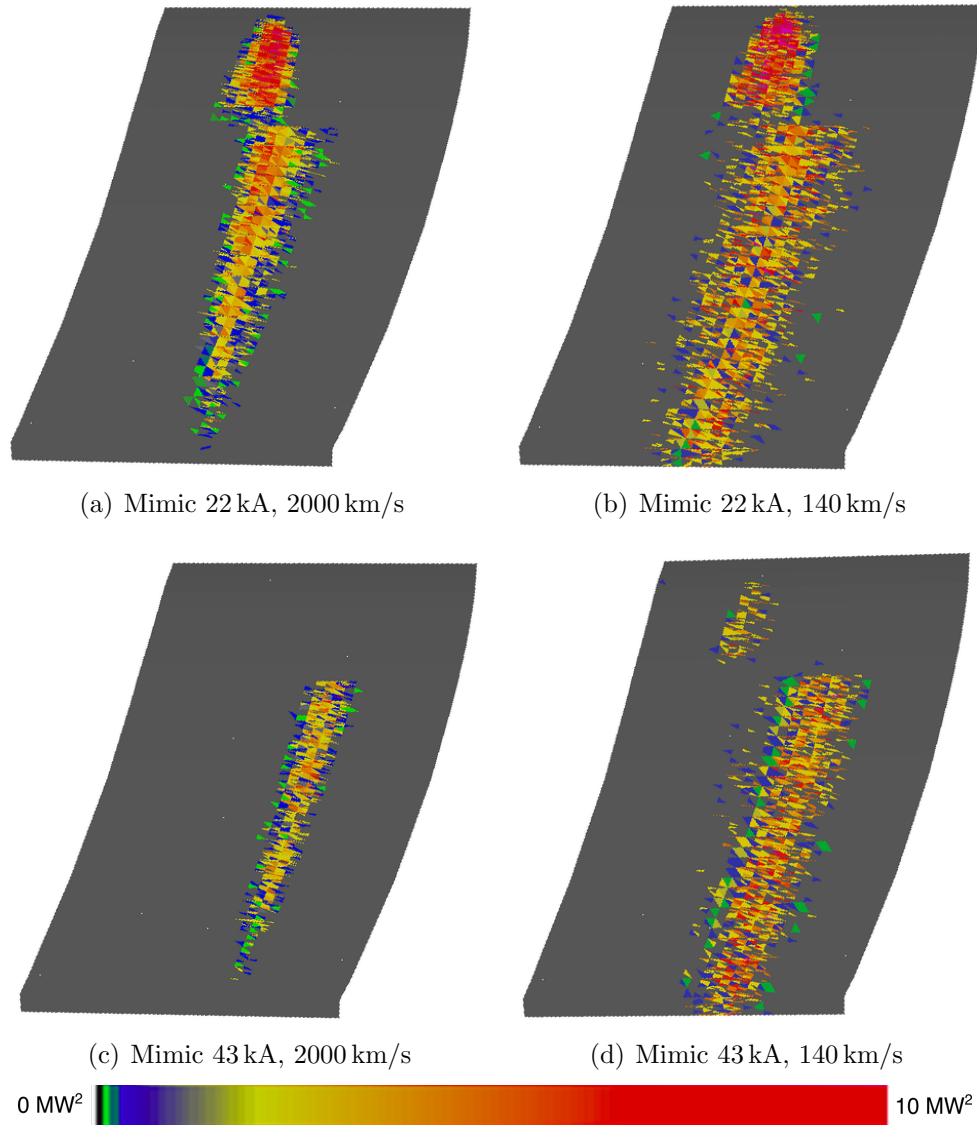 (a) Mimic 22 kA, 2000 km/s
(b) Mimic 22 kA, 140 km/s
(c) Mimic 43 kA, 2000 km/s
(d) Mimic 43 kA, 140 km/s
0 MW²
10 MW²